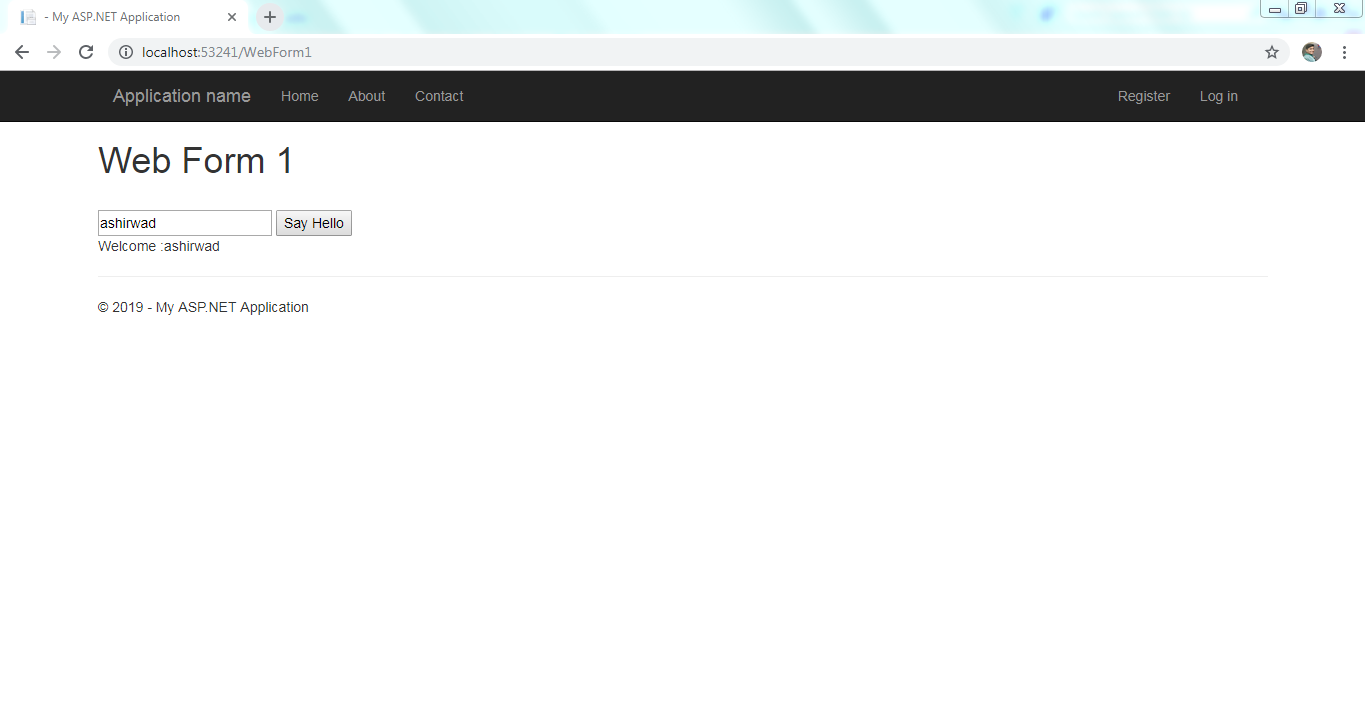 - My ASP.NET Application
localhost:53241/WebForm1
Application name Home About Contact Register Log in
Web Form 1
ashirwad Say Hello
Welcome :ashirwad
© 2019 - My ASP.NET Application